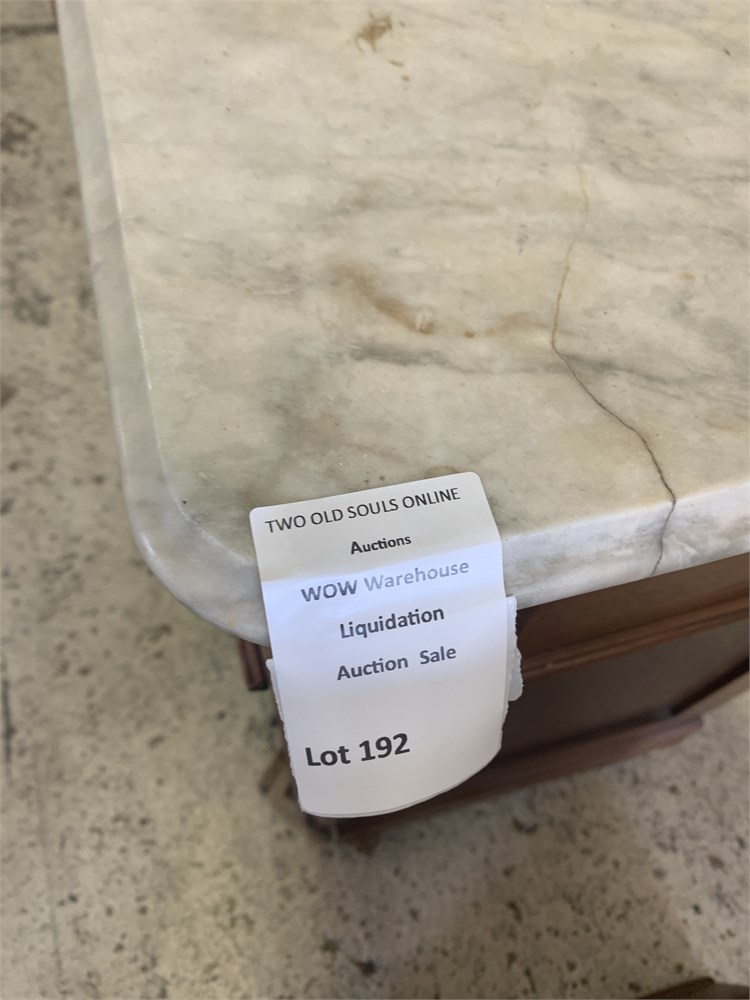 TWO OLD SOULS ONLINE
Auctions
WOW Warehouse
Liquidation
Auction Sale
Lot 192